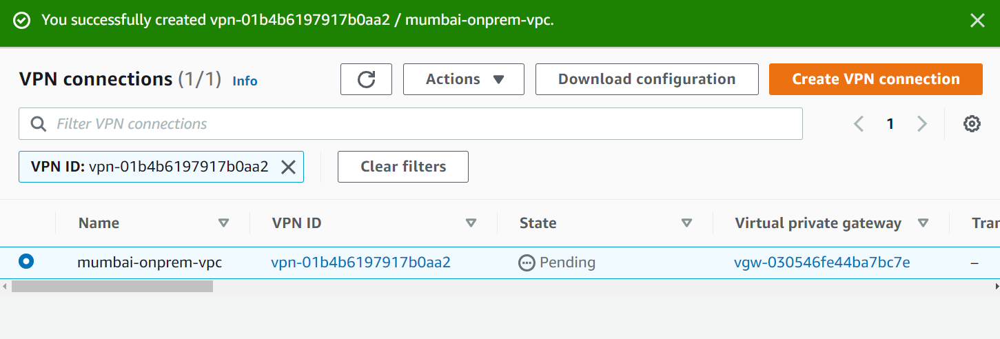 You successfully created vpn-01b4b6197917b0aa2 / mumbai-onprem-vpc.
VPN connections (1/1) Info Actions Download configuration Create VPN connection
Filter VPN connections 1
VPN ID: vpn-01b4b6197917b0aa2 Clear filters
Name VPN ID State Virtual private gateway Tran
mumbai-onprem-vpc vpn-01b4b6197917b0aa2 Pending vgw-030546fe44ba7bc7e –